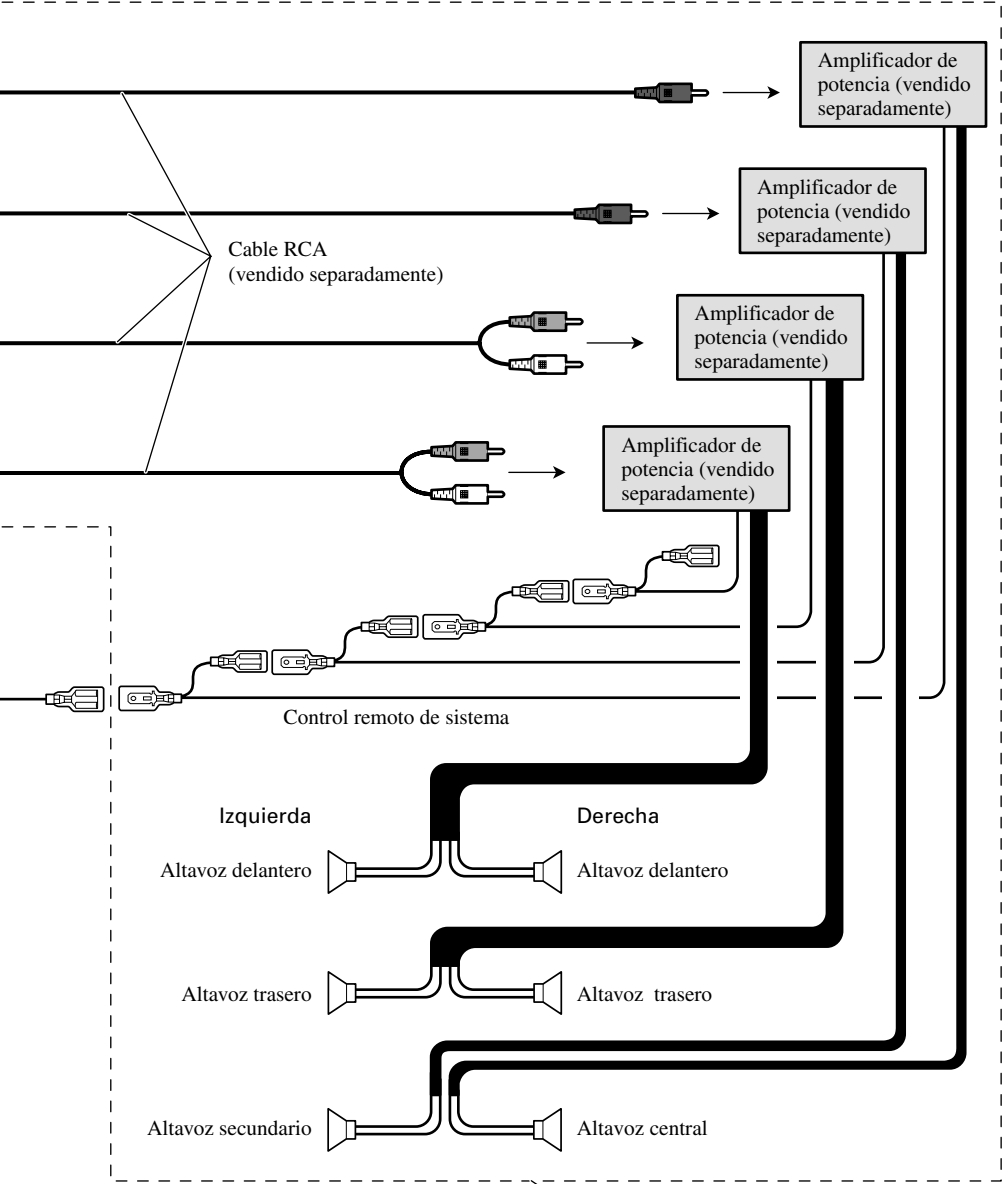 Amplificador de
potencia (vendido
separadamente)
Amplificador de
potencia (vendido
separadamente)
Cable RCA
(vendido separadamente)
Amplificador de
potencia (vendido
separadamente)
Amplificador de
potencia (vendido
separadamente)
Control remoto de sistema
Izquierda
Derecha
Altavoz delantero
Altavoz delantero
Altavoz trasero
Altavoz trasero
Altavoz secundario
Altavoz central